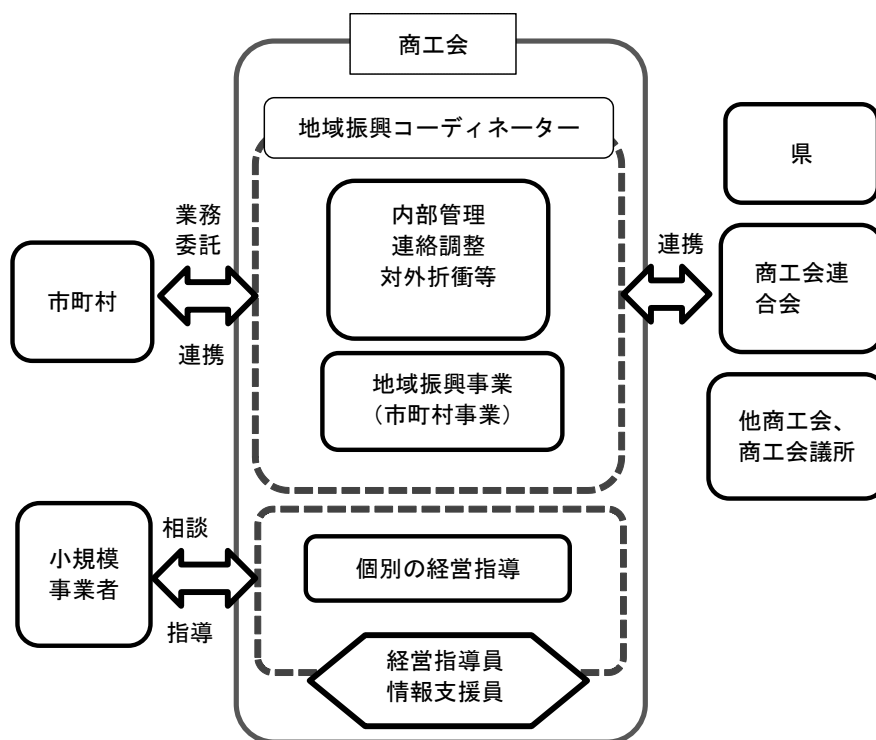 商工会
地域振興コーディネーター
内部管理
連絡調整
対外折衝等
地域振興事業
（市町村事業）
業務
委託
市町村
連携
連携
県
商工会連
合会
他商工会、
商工会議所
相談
小規模
事業者
指導
個別の経営指導
経営指導員
情報支援員